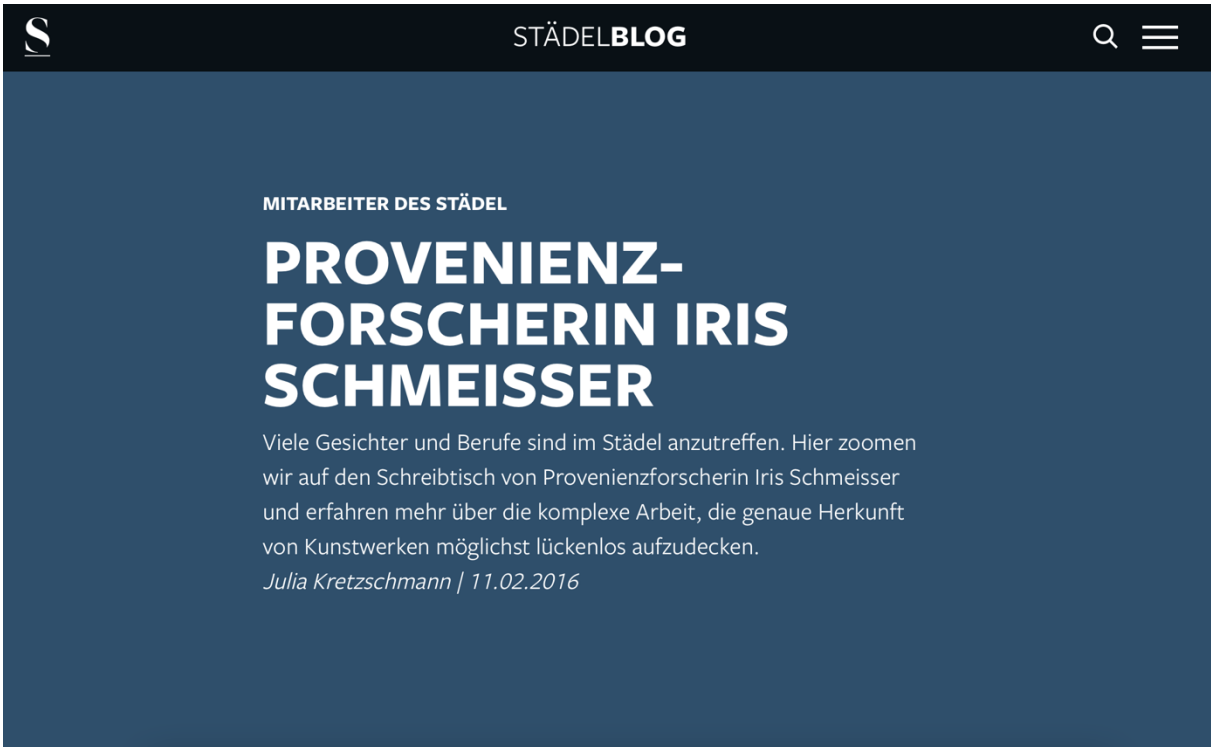 S
STÄDELBLOG
MITARBEITER DES STÄDEL
PROVENIENZ-
FORSCHERIN IRIS
SCHMEISSER
Viele Gesichter und Berufe sind im Städel anzutreffen. Hier zoomen
wir auf den Schreibtisch von Provenienzforscherin Iris Schmeisser
und erfahren mehr über die komplexe Arbeit, die genaue Herkunft
von Kunstwerken möglichst lückenlos aufzudecken.
Julia Kretzschmann | 11.02.2016